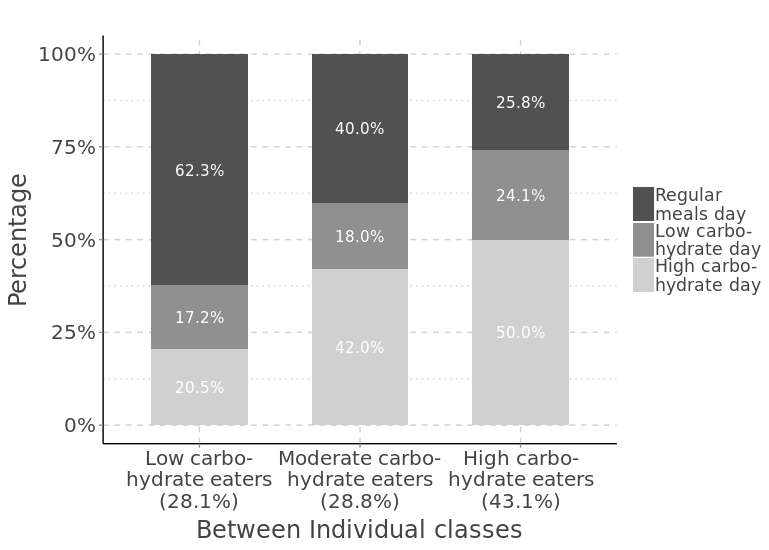 100%
75%
50%
25%
0%
Percentage
62.3%
17.2%
20.5%
40.0%
18.0%
42.0%
25.8%
24.1%
50.0%
Low carbo-
hydrate eaters
(28.1%)
Moderate carbo-
hydrate eaters
(28.8%)
High carbo-
hydrate eaters
(43.1%)
Between Individual classes
Regular
meals day
Low carbo-
hydrate day
High carbo-
hydrate day